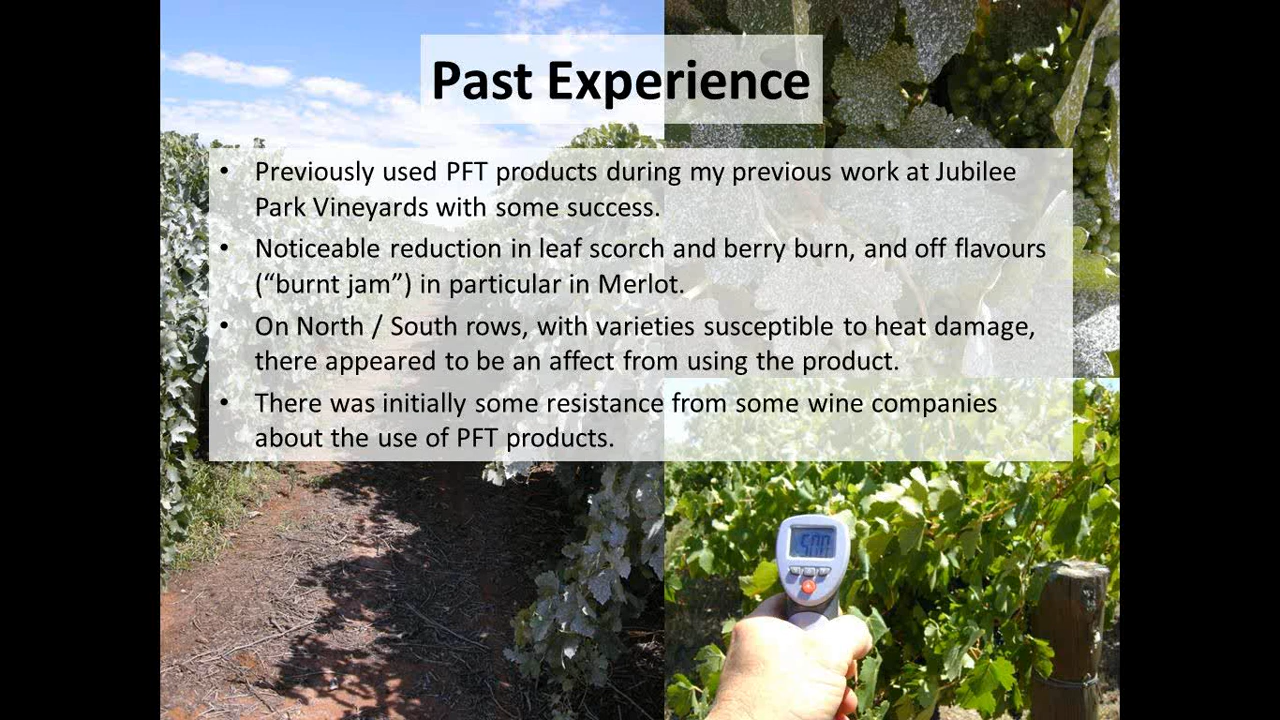 Past Experience
• Previously used PFT products during my previous work at Jubilee
Park Vineyards with some success.
• Noticeable reduction in leaf scorch and berry burn, and off flavours
(“burnt jam”) in particular in Merlot.
• On North / South rows, with varieties susceptible to heat damage,
there appeared to be an affect from using the product.
• There was initially some resistance from some wine companies
about the use of PFT products.